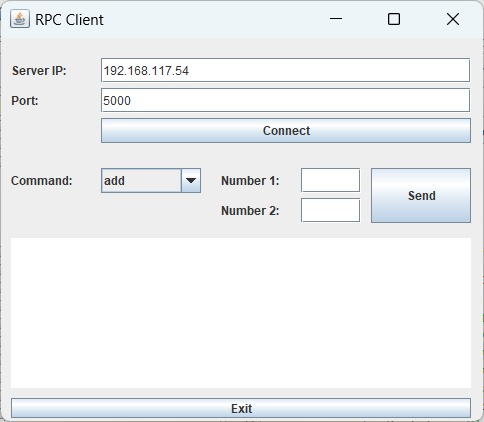 RPC Client
Server IP: 192.168.117.54
Port: 5000
Connect
Command: add Number 1: Send
Number 2:
Exit